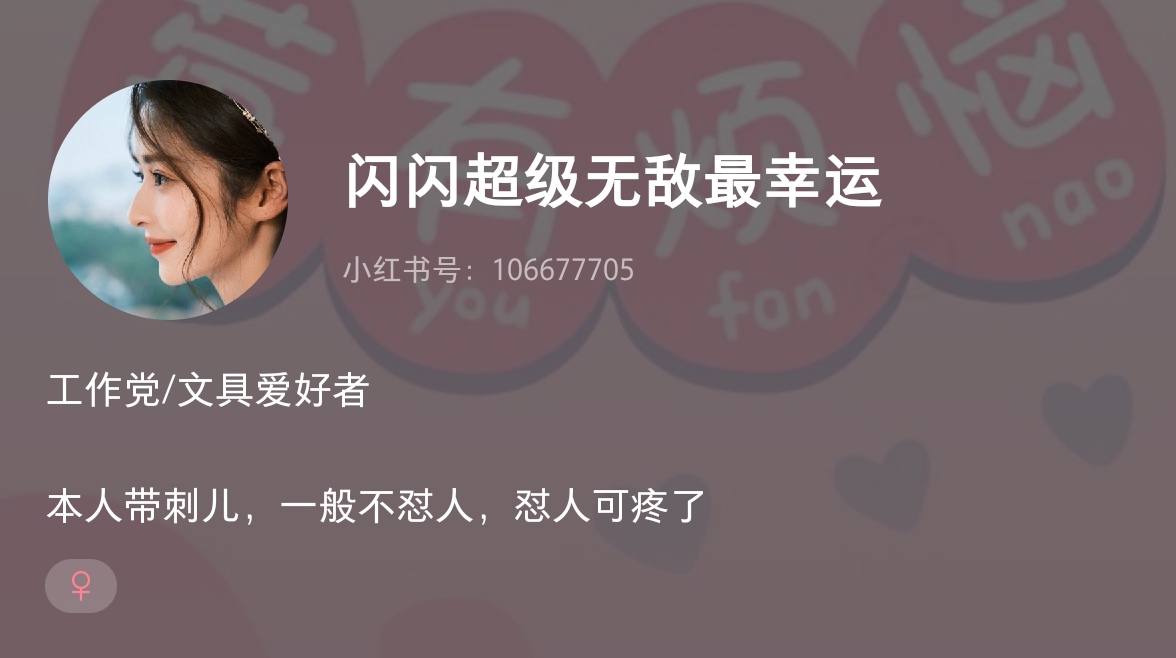 有烦恼
you fan nao
闪闪超级无敌最幸运
小红书号：106677705
工作党/文具爱好者
本人带刺儿，一般不怼人，怼人可疼了